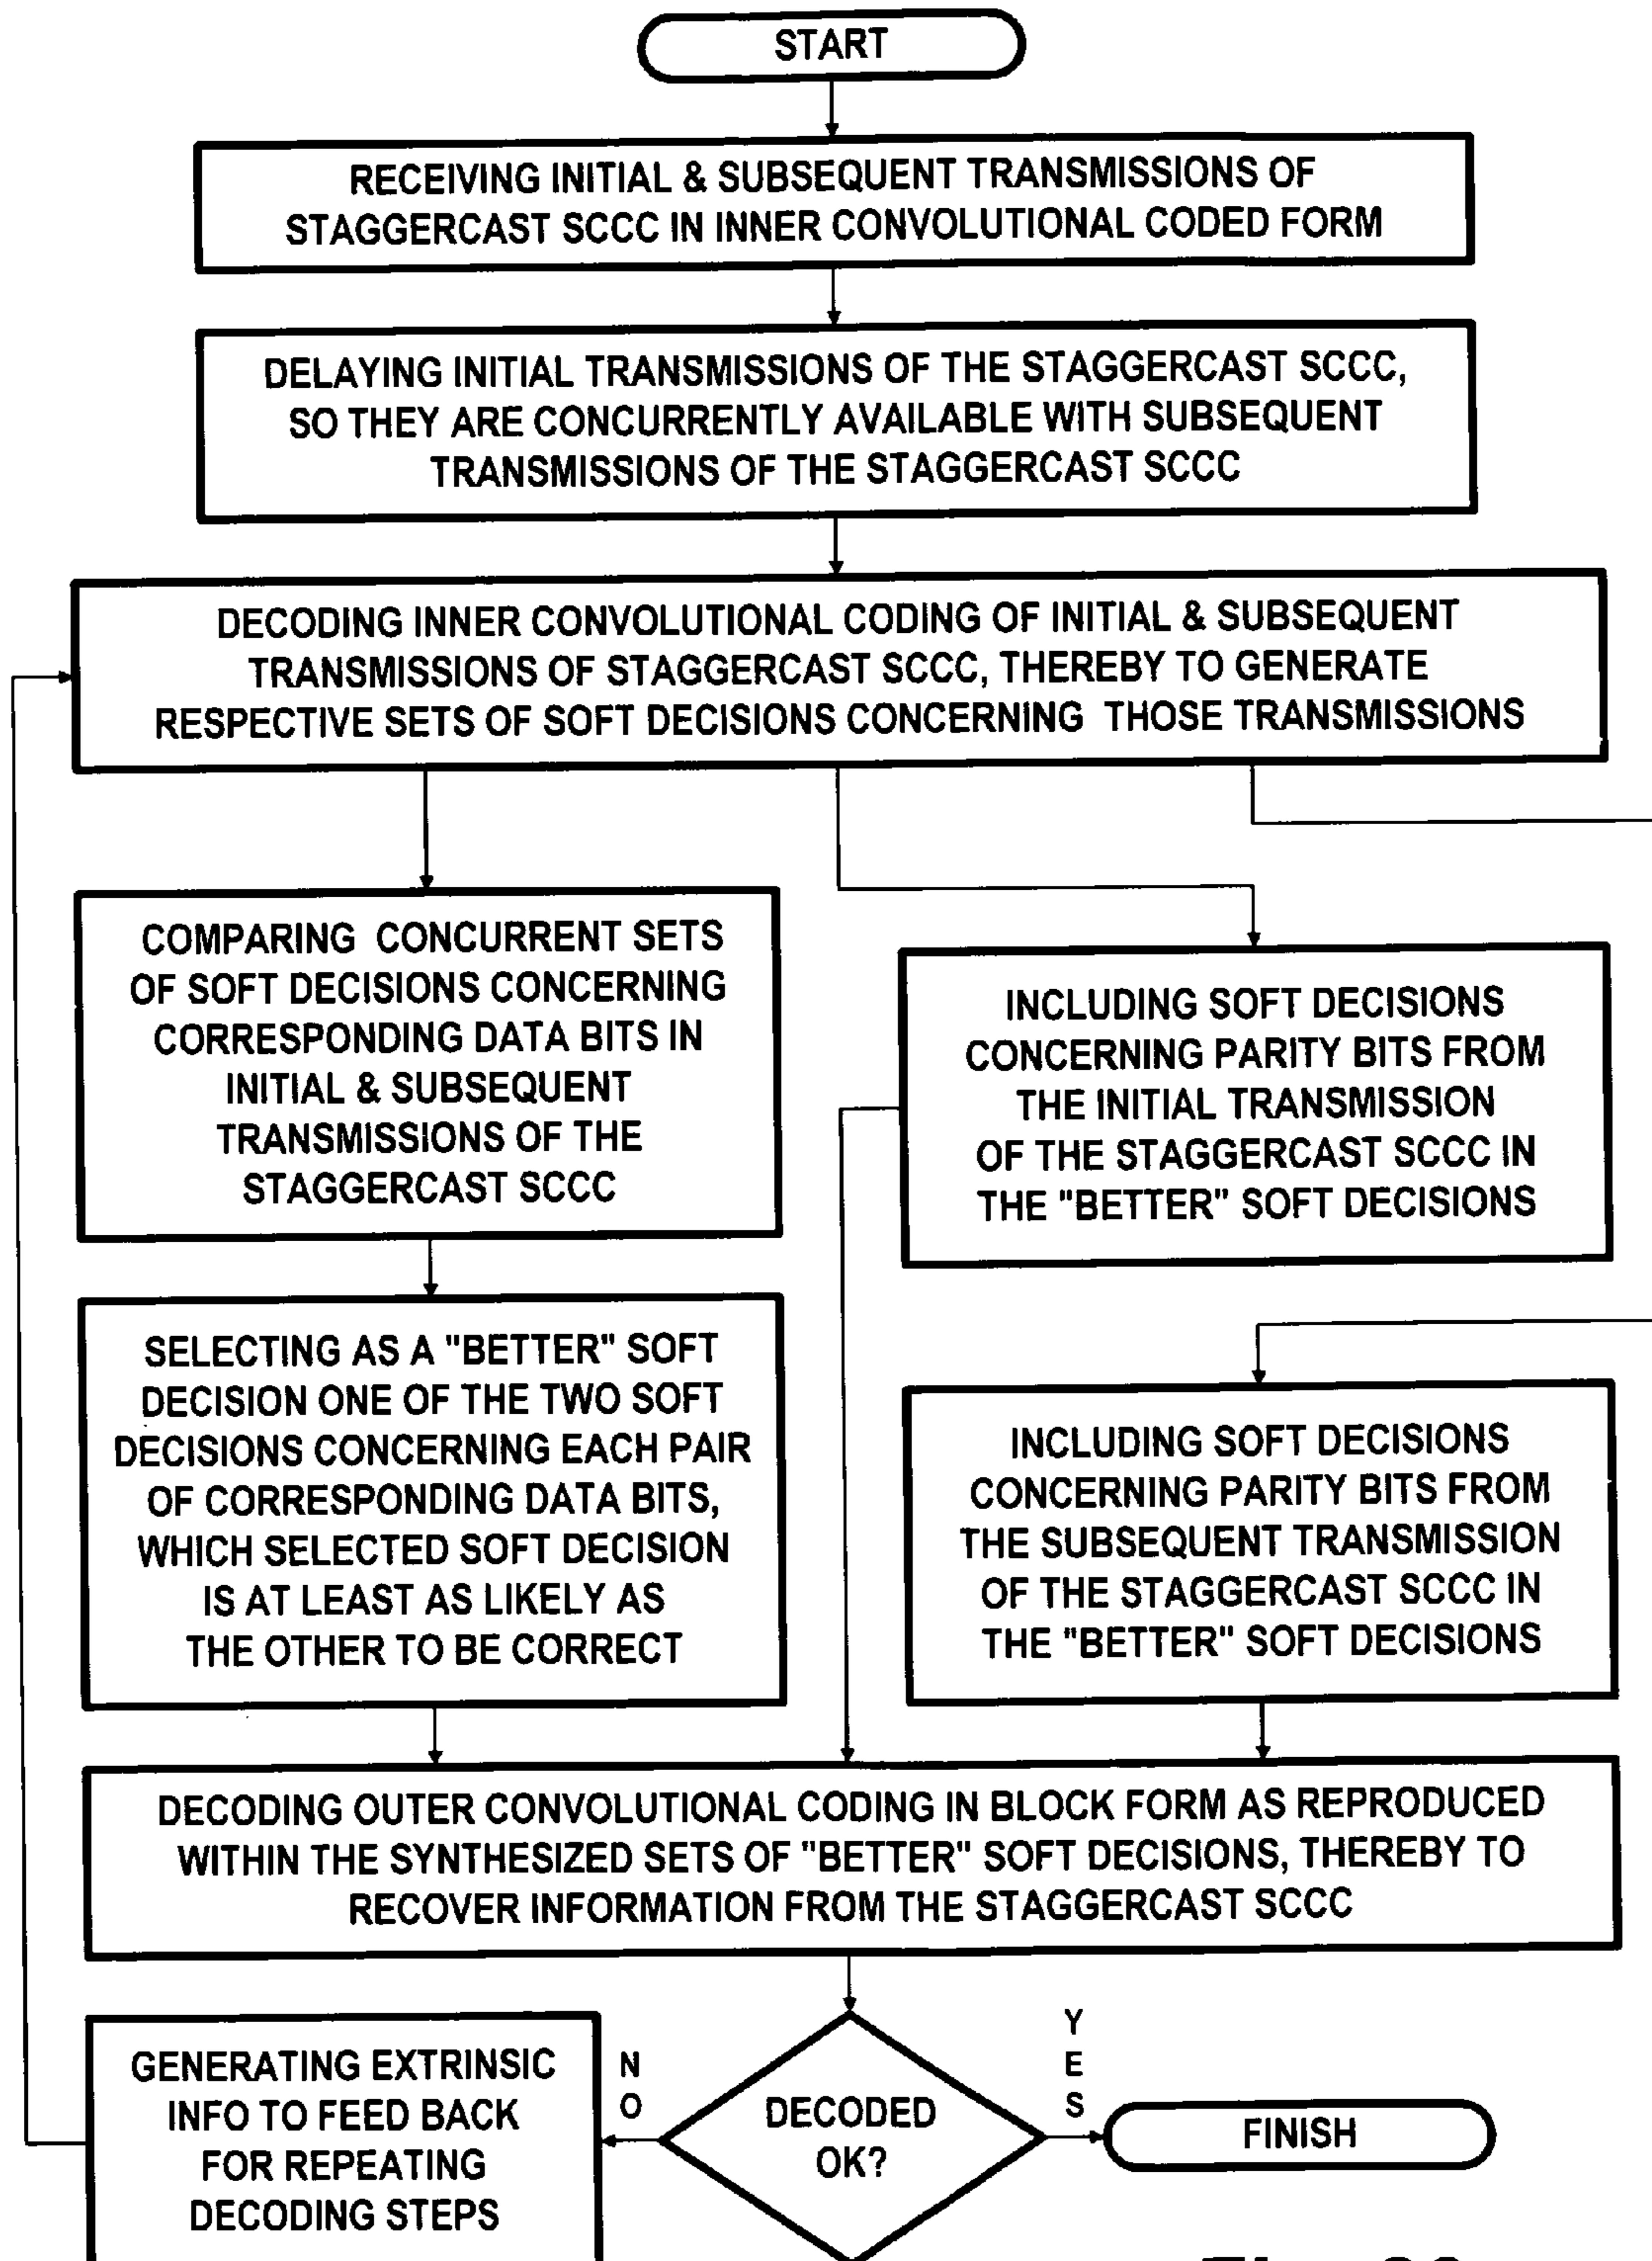 START
RECEIVING INITIAL & SUBSEQUENT TRANSMISSIONS OF
STAGGERCAST SCCC IN INNER CONVOLUTIONAL CODED FORM
DELAYING INITIAL TRANSMISSIONS OF THE STAGGERCAST SCCC,
SO THEY ARE CONCURRENTLY AVAILABLE WITH SUBSEQUENT
TRANSMISSIONS OF THE STAGGERCAST SCCC
DECODING INNER CONVOLUTIONAL CODING OF INITIAL & SUBSEQUENT
TRANSMISSIONS OF STAGGERCAST SCCC, THEREBY TO GENERATE
RESPECTIVE SETS OF SOFT DECISIONS CONCERNING THOSE TRANSMISSIONS
COMPARING CONCURRENT SETS
OF SOFT DECISIONS CONCERNING
CORRESPONDING DATA BITS IN
INITIAL & SUBSEQUENT
TRANSMISSIONS OF THE
STAGGERCAST SCCC
INCLUDING SOFT DECISIONS
CONCERNING PARITY BITS FROM
THE INITIAL TRANSMISSION
OF THE STAGGERCAST SCCC IN
THE "BETTER" SOFT DECISIONS
SELECTING AS A "BETTER" SOFT
DECISION ONE OF THE TWO SOFT
DECISIONS CONCERNING EACH PAIR
OF CORRESPONDING DATA BITS,
WHICH SELECTED SOFT DECISION
IS AT LEAST AS LIKELY AS
THE OTHER TO BE CORRECT
INCLUDING SOFT DECISIONS
CONCERNING PARITY BITS FROM
THE SUBSEQUENT TRANSMISSION
OF THE STAGGERCAST SCCC IN
THE "BETTER" SOFT DECISIONS
DECODING OUTER CONVOLUTIONAL CODING IN BLOCK FORM AS REPRODUCED
WITHIN THE SYNTHESIZED SETS OF "BETTER" SOFT DECISIONS, THEREBY TO
RECOVER INFORMATION FROM THE STAGGERCAST SCCC
GENERATING EXTRINSIC
INFO TO FEED BACK
FOR REPEATING
DECODING STEPS
NO
DECODED
OK?
YES
FINISH